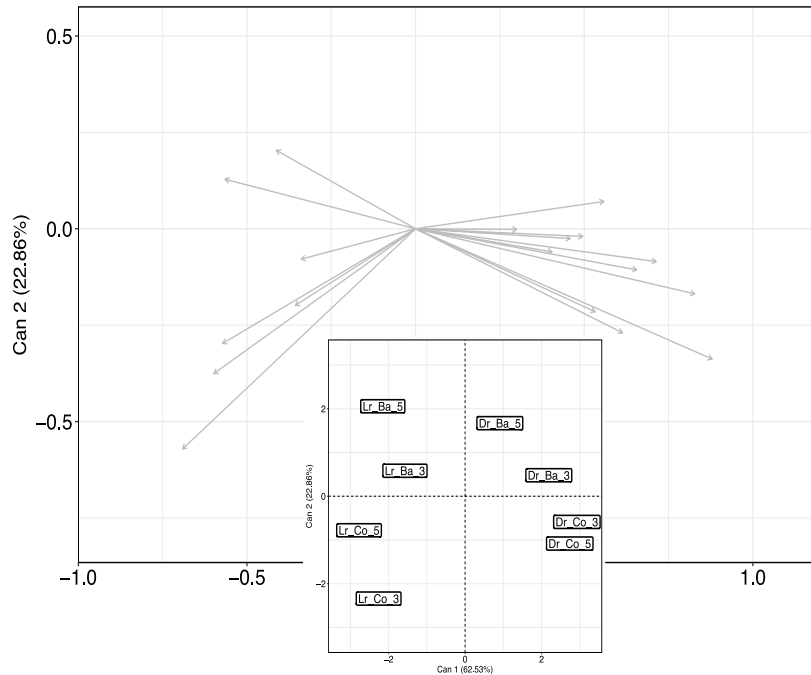 0.5
0.0
−0.5
Can 2 (22.86%)
−1.0
−0.5
1.0
Lr_Ba_5
Dr_Ba_5
Lr_Ba_3
Dr_Ba_3
Lr_Co_5
Dr_Co_3
Dr_Co_5
Lr_Co_3
2
0
−2
Can 2 (22.86%)
−2
0
2
Can 1 (62.53%)